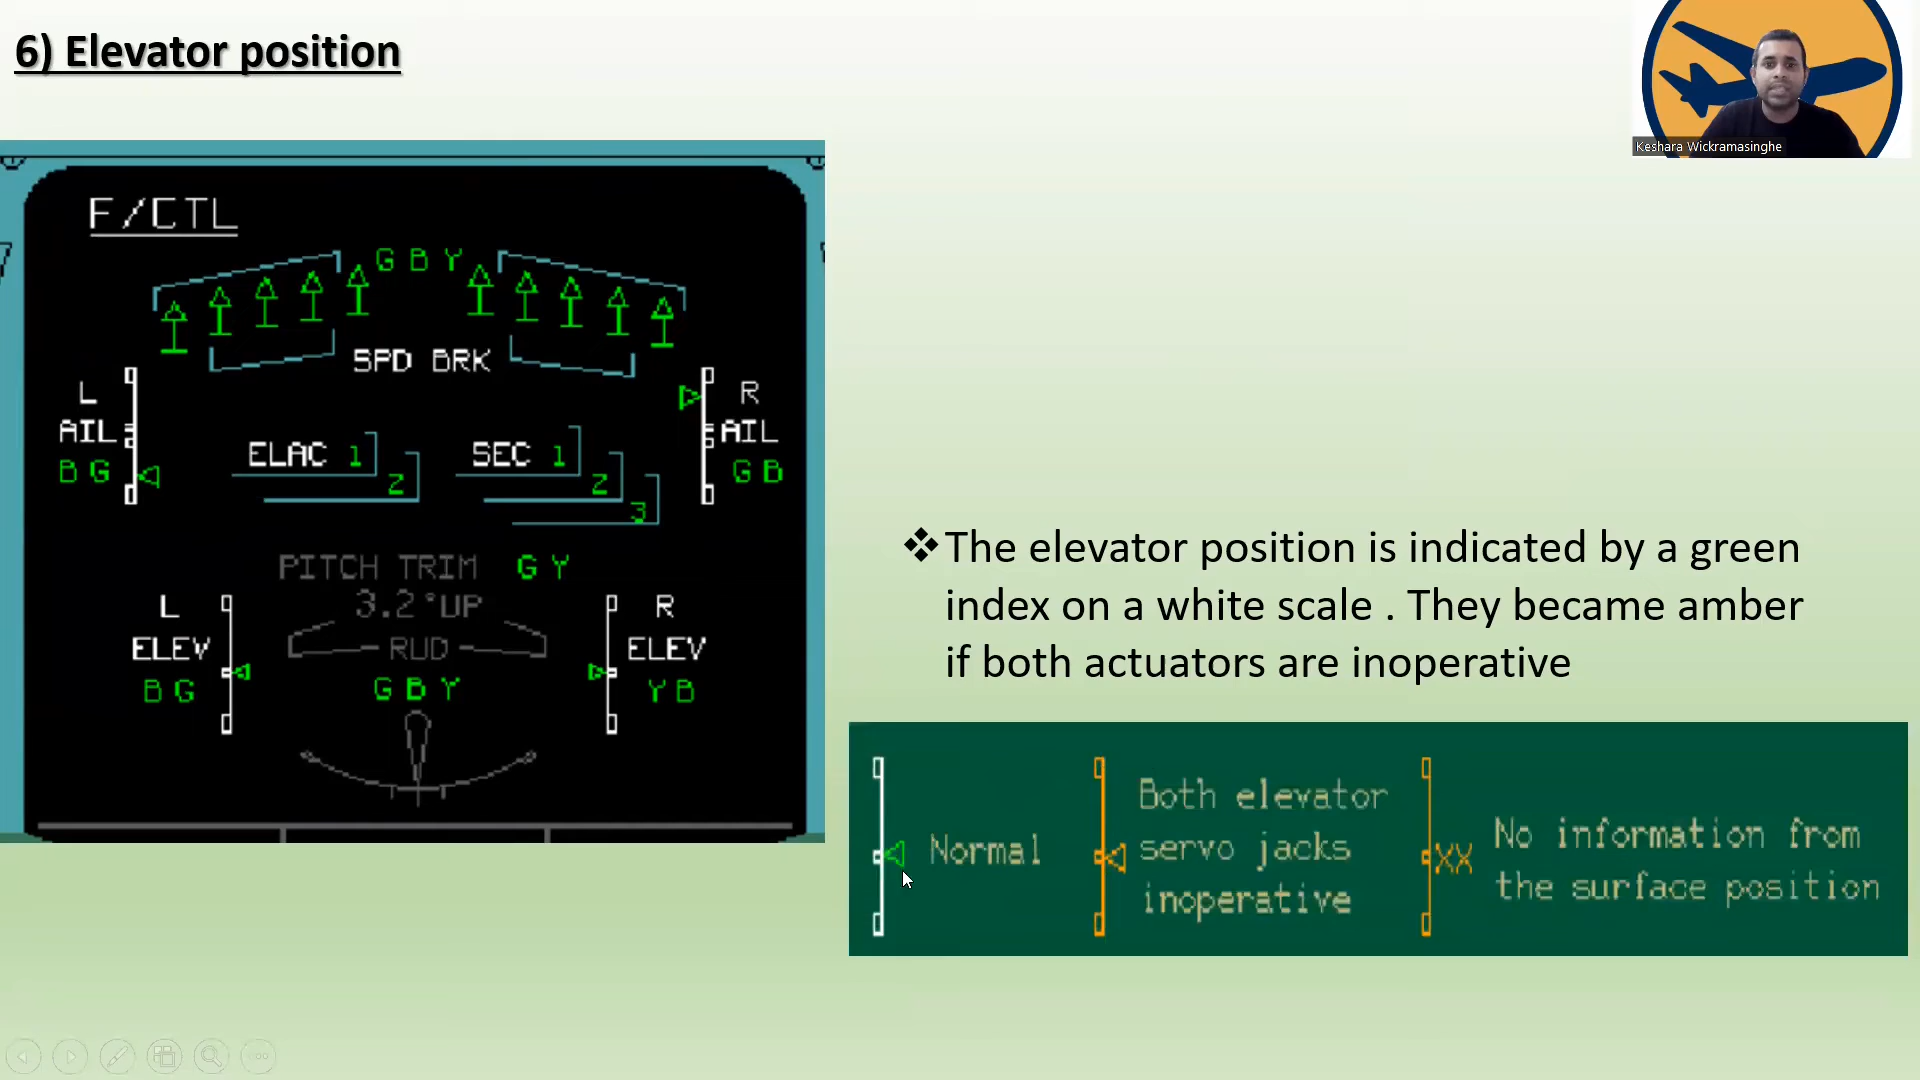 6) Elevator position
Keshara Wickramasinghe
F/CTL
G B Y
SPD BRK
L
AIL
B G
R
AIL
G B
ELAC 1
2
SEC 1
2
3
PITCH TRIM G Y
3.2°UP
L
ELEV
B G
RUD
G B Y
R
ELEV
Y B
❖The elevator position is indicated by a green
index on a white scale . They became amber
if both actuators are inoperative
Normal
Both elevator
servo jacks
inoperative
XX
No information from
the surface position